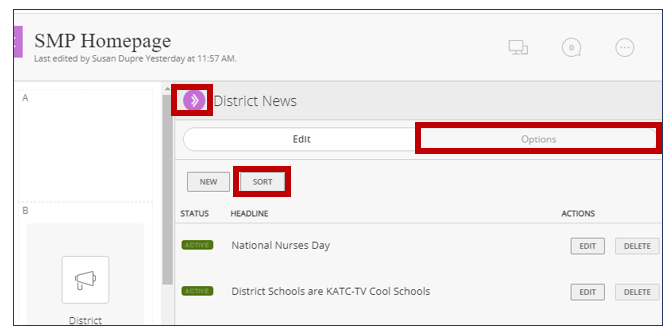 SMP Homepage
Last edited by Susan Dupre Yesterday at 11:57 AM.
0
A
District News
Edit Options
NEW SORT
B
STATUS HEADLINE ACTIONS
ACTIVE National Nurses Day EDIT DELETE
ACTIVE District Schools are KATC-TV Cool Schools EDIT DELETE
District